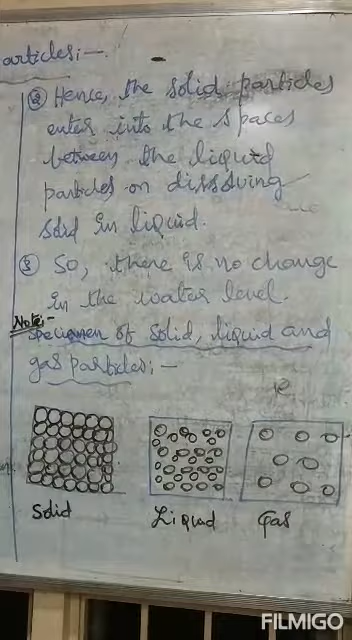 articles:-
② Hence, the solid particles
enter into the spaces
between the liquid
particles on dissolving
solid in liquid.
③ So, there is no change
in the water level.
Note:-
specimen of solid, liquid and
gas particles:-
Solid
Liquid
Gas
FILMIGO